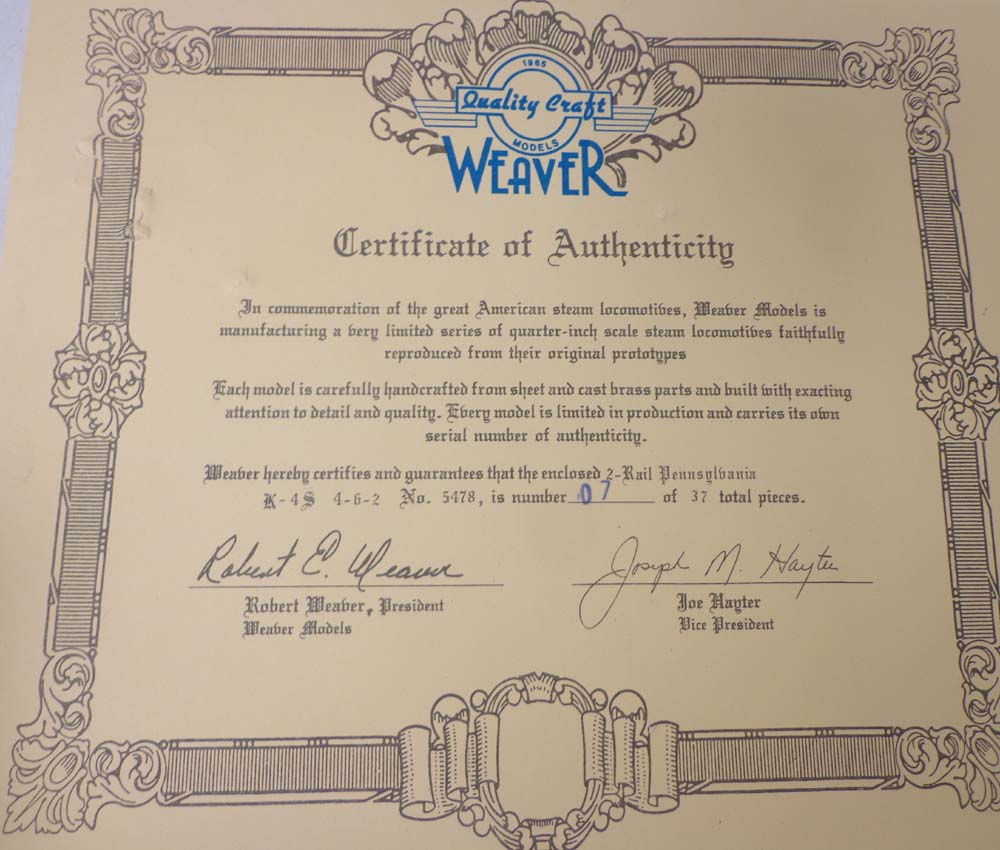 1965
Quality Craft
MODELS
WEAVER
Certificate of Authenticity
In commemoration of the great American steam locomotives, Weaver Models is
manufacturing a very limited series of quarter-inch scale steam locomotives faithfully
reproduced from their original prototypes
Each model is carefully handcrafted from sheet and cast brass parts and built with exacting
attention to detail and quality. Every model is limited in production and carries its own
serial number of authenticity.
Weaver hereby certifies and guarantees that the enclosed 2-Rail Pennsylvania
K-4S 4-6-2 No. 5478, is number 07 of 37 total pieces.
Robert E. Weaver Joseph M. Hayter
Robert Weaver, President Joe Hayter
Weaver Models Vice President